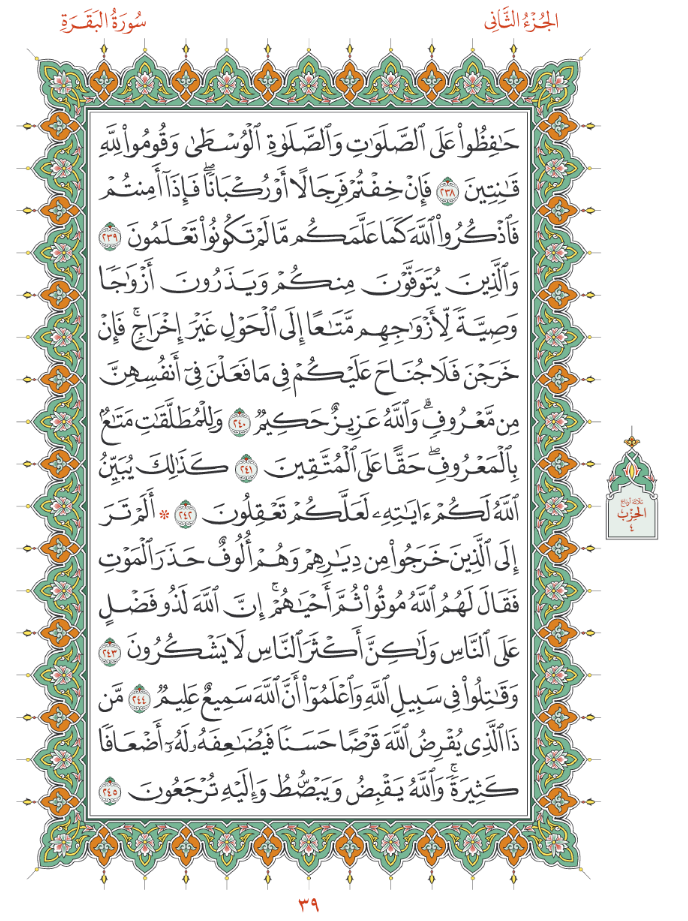 الجُزْءُ الثَّانِي
سُورَةُ البَقَرَةِ
حَٰفِظُواْ عَلَى ٱلصَّلَوَٰتِ وَٱلصَّلَوٰةِ ٱلۡوُسۡطَىٰ وَقُومُواْ لِلَّهِ
قَٰنِتِينَ ٢٣٨ فَإِنۡ خِفۡتُمۡ فَرِجَالًا أَوۡ رُكۡبَانٗاۖ فَإِذَآ أَمِنتُمۡ
فَٱذۡكُرُواْ ٱللَّهَ كَمَا عَلَّمَكُم مَّا لَمۡ تَكُونُواْ تَعۡلَمُونَ ٢٣٩
وَٱلَّذِينَ يُتَوَفَّوۡنَ مِنكُمۡ وَيَذَرُونَ أَزۡوَٰجٗا
وَصِيَّةٗ لِّأَزۡوَٰجِهِم مَّتَٰعًا إِلَى ٱلۡحَوۡلِ غَيۡرَ إِخۡرَاجٖۚ فَإِنۡ
خَرَجۡنَ فَلَا جُنَاحَ عَلَيۡكُمۡ فِي مَا فَعَلۡنَ فِيٓ أَنفُسِهِنَّ
مِن مَّعۡرُوفٖۗ وَٱللَّهُ عَزِيزٌ حَكِيمٞ ٢٤٠ وَلِلۡمُطَلَّقَٰتِ مَتَٰعُۢ
بِٱلۡمَعۡرُوفِۖ حَقًّا عَلَى ٱلۡمُتَّقِينَ ٢٤١ كَذَٰلِكَ يُبَيِّنُ
ٱللَّهُ لَكُمۡ ءَايَٰتِهِۦ لَعَلَّكُمۡ تَعۡقِلُونَ ٢٤٢ ۞ أَلَمۡ تَرَ
إِلَى ٱلَّذِينَ خَرَجُواْ مِن دِيَٰرِهِمۡ وَهُمۡ أُلُوفٌ حَذَرَ ٱلۡمَوۡتِ
فَقَالَ لَهُمُ ٱللَّهُ مُوتُواْ ثُمَّ أَحۡيَٰهُمۡۚ إِنَّ ٱللَّهَ لَذُو فَضۡلٍ
عَلَى ٱلنَّاسِ وَلَٰكِنَّ أَكۡثَرَ ٱلنَّاسِ لَا يَشۡكُرُونَ ٢٤٣
وَقَٰتِلُواْ فِي سَبِيلِ ٱللَّهِ وَٱعۡلَمُوٓاْ أَنَّ ٱللَّهَ سَمِيعٌ عَلِيمٞ ٢٤٤ مَّن
ذَا ٱلَّذِي يُقۡرِضُ ٱللَّهَ قَرۡضًا حَسَنٗا فَيُضَٰعِفَهُۥ لَهُۥٓ أَضۡعَافٗا
كَثِيرَةٗۚ وَٱللَّهُ يَقۡبِضُ وَيَبۡصُۜطُ وَإِلَيۡهِ تُرۡجَعُونَ ٢٤٥
ثلاثة أرباع
الحِزْب
٤
٣٩